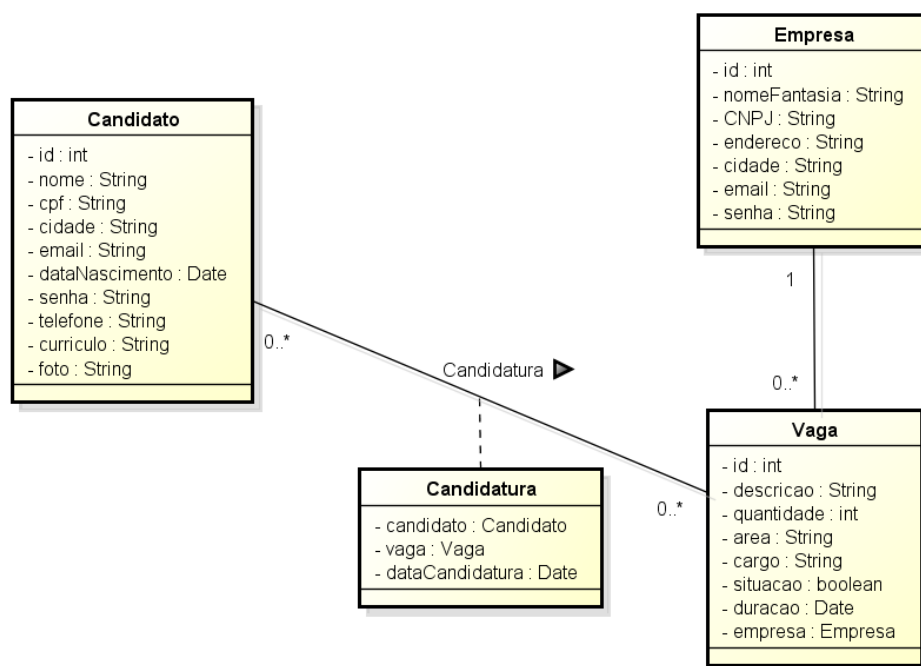 Empresa
- id : int
- nomeFantasia : String
- CNPJ : String
- endereco : String
- cidade : String
- email : String
- senha : String
Candidato
- id : int
- nome : String
- cpf : String
- cidade : String
- email : String
- dataNascimento : Date
- senha : String
- telefone : String
- curriculo : String
- foto : String
1
0..*
0..*
Candidatura
0..*
Candidatura
- candidato : Candidato
- vaga : Vaga
- dataCandidatura : Date
Vaga
- id : int
- descricao : String
- quantidade : int
- area : String
- cargo : String
- situacao : boolean
- duracao : Date
- empresa : Empresa